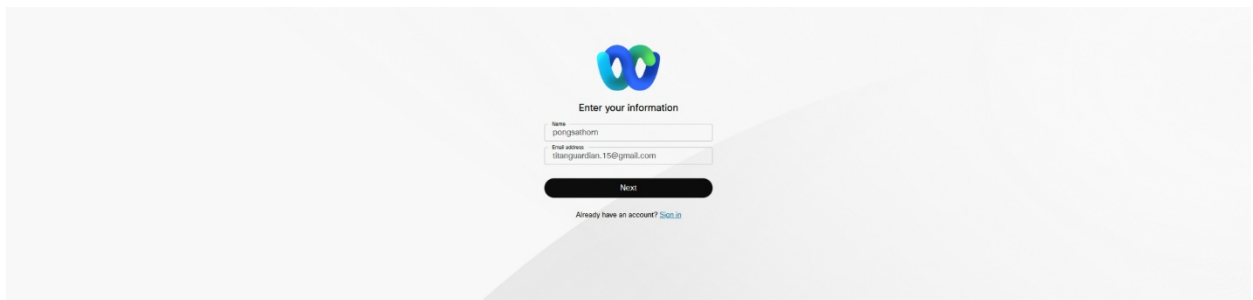 Enter your information
Name
pongsathorn
Email address
titanguardian.15@gmail.com
Next
Already have an account? Sign in